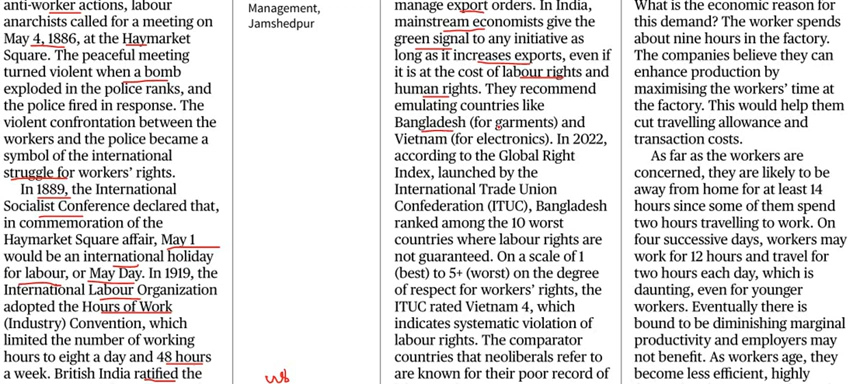 anti-worker actions, labour
anarchists called for a meeting on
May 4, 1886, at the Haymarket
Square. The peaceful meeting
turned violent when a bomb
exploded in the police ranks, and
the police fired in response. The
violent confrontation between the
workers and the police became a
symbol of the international
struggle for workers' rights.
In 1889, the International
Socialist Conference declared that,
in commemoration of the
Haymarket Square affair, May 1
would be an international holiday
for labour, or May Day. In 1919, the
International Labour Organization
adopted the Hours of Work
(Industry) Convention, which
limited the number of working
hours to eight a day and 48 hours
a week. British India ratified the
Management,
Jamshedpur
manage export orders. In India,
mainstream economists give the
green signal to any initiative as
long as it increases exports, even if
it is at the cost of labour rights and
human rights. They recommend
emulating countries like
Bangladesh (for garments) and
Vietnam (for electronics). In 2022,
according to the Global Right
Index, launched by the
International Trade Union
Confederation (ITUC), Bangladesh
ranked among the 10 worst
countries where labour rights are
not guaranteed. On a scale of 1
(best) to 5+ (worst) on the degree
of respect for workers' rights, the
ITUC rated Vietnam 4, which
indicates systematic violation of
labour rights. The comparator
countries that neoliberals refer to
are known for their poor record of
What is the economic reason for
this demand? The worker spends
about nine hours in the factory.
The companies believe they can
enhance production by
maximising the workers' time at
the factory. This would help them
cut travelling allowance and
transaction costs.
As far as the workers are
concerned, they are likely to be
away from home for at least 14
hours since some of them spend
two hours travelling to work. On
four successive days, workers may
work for 12 hours and travel for
two hours each day, which is
daunting, even for younger
workers. Eventually there is
bound to be diminishing marginal
productivity and employers may
not benefit. As workers age, they
become less efficient, highly